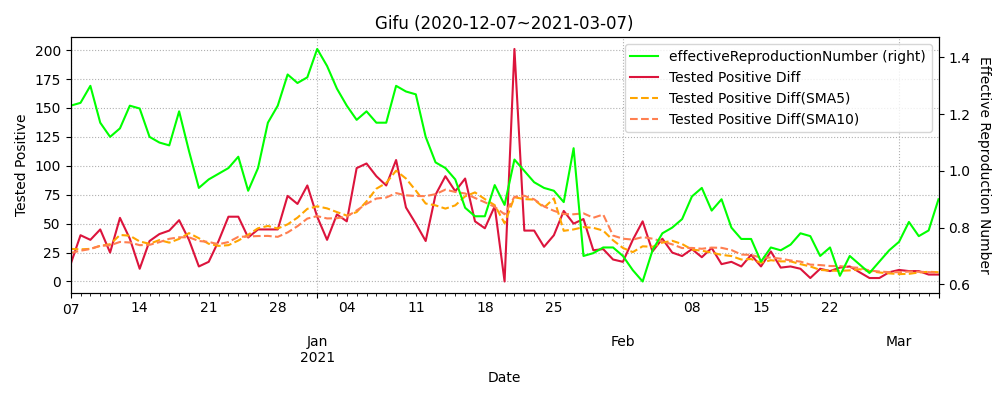 Gifu (2020-12-07~2021-03-07)
effectiveReproductionNumber (right)
Tested Positive Diff
Tested Positive Diff(SMA5)
Tested Positive Diff(SMA10)
Tested Positive
200
175
150
125
100
75
50
25
0
1.4
1.2
1.0
0.8
0.6
Effective Reproduction Number
07 14 21 28 04 11 18 25 08 15 22
Jan Feb Mar
2021
Date